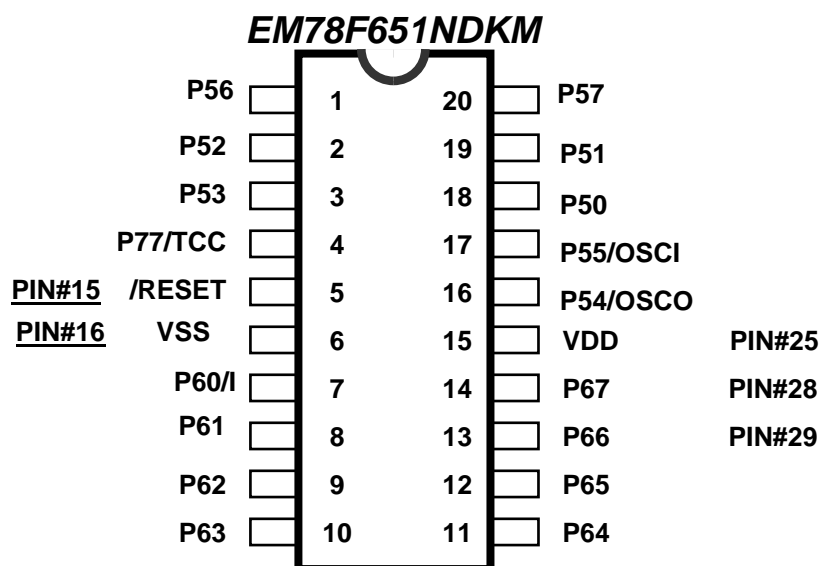 EM78F651NDKM
P56 1 20 P57
P52 2 19 P51
P53 3 18 P50
P77/TCC 4 17 P55/OSCI
PIN#15 /RESET 5 16 P54/OSCO
PIN#16 VSS 6 15 VDD PIN#25
P60/I 7 14 P67 PIN#28
P61 8 13 P66 PIN#29
P62 9 12 P65
P63 10 11 P64